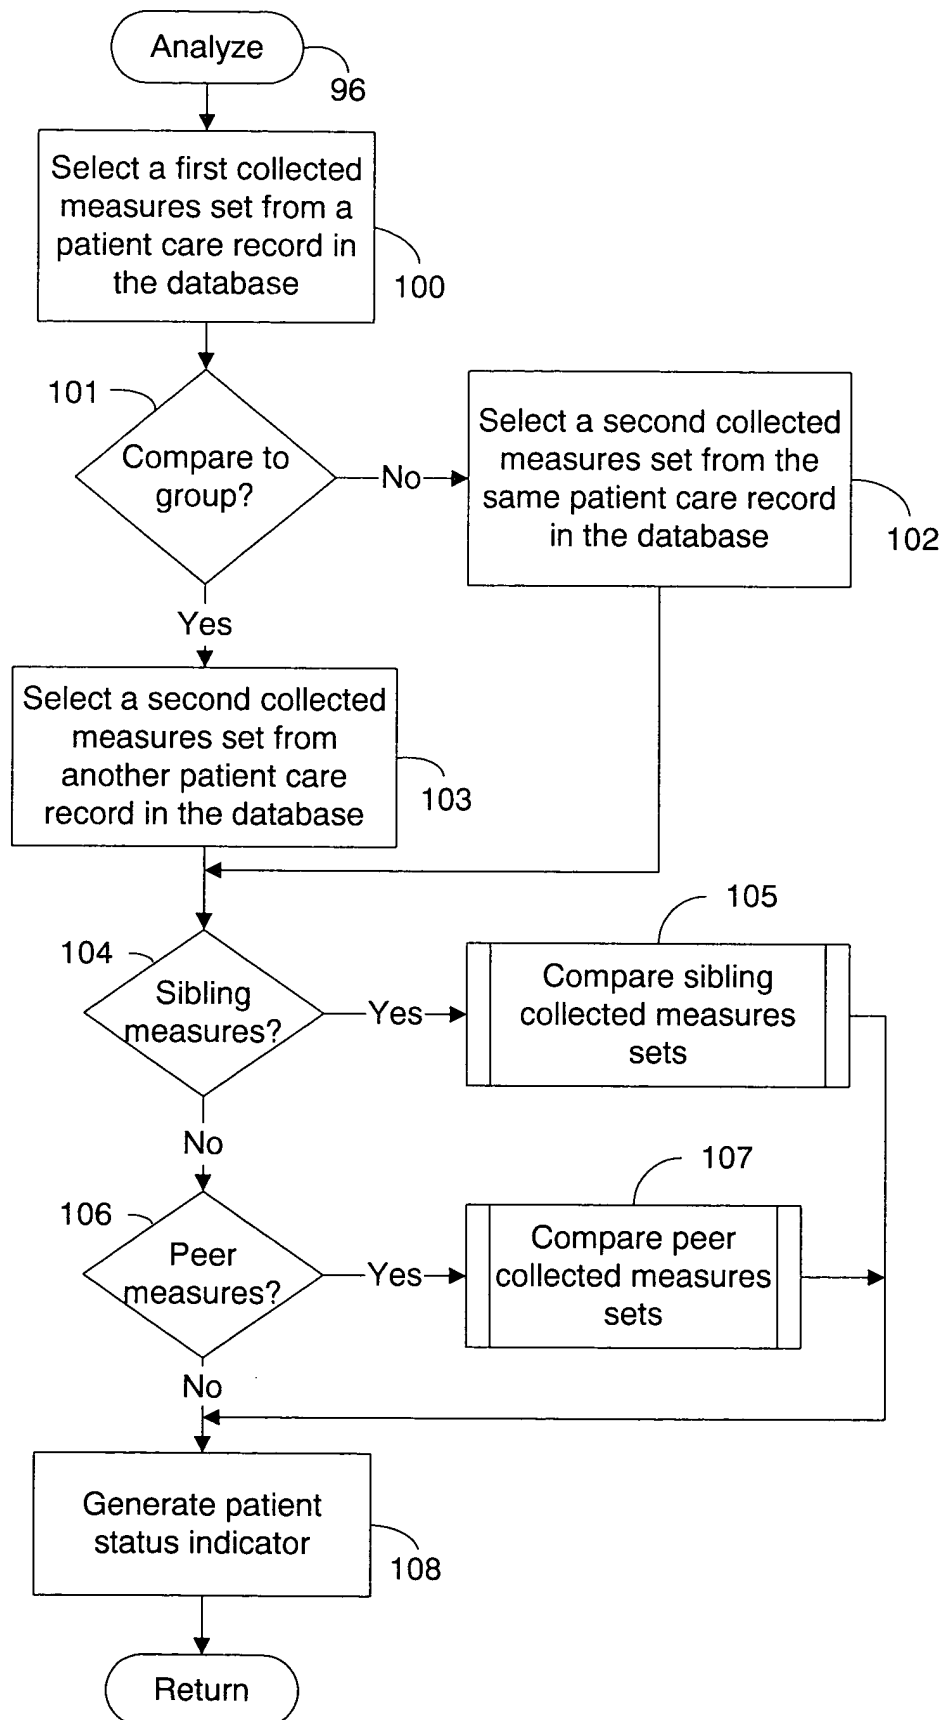 Analyze
96
Select a first collected
measures set from a
patient care record in
the database
100
101
Compare to
group?
No
Select a second collected
measures set from the
same patient care record
in the database
102
Yes
Select a second collected
measures set from
another patient care
record in the database
103
104
Sibling
measures?
Yes
105
Compare sibling
collected measures
sets
No
106
Peer
measures?
Yes
107
Compare peer
collected measures
sets
No
Generate patient
status indicator
108
Return